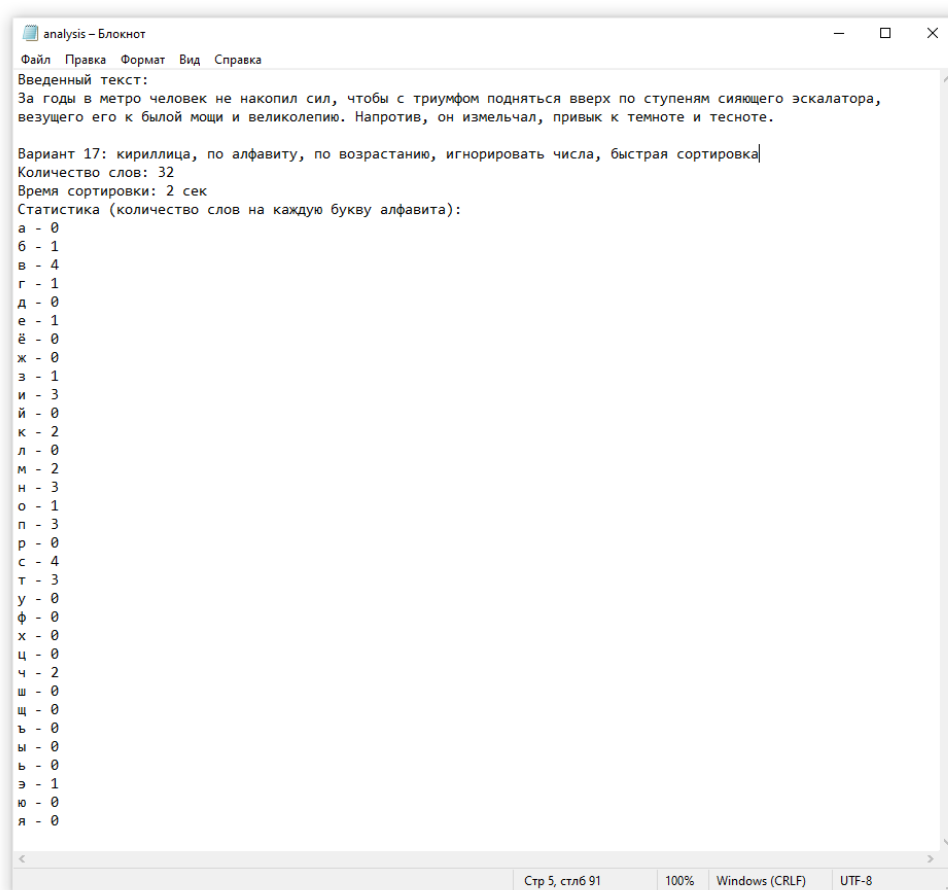 analysis – Блокнот
Файл Правка Формат Вид Справка
Введенный текст:
За годы в метро человек не накопил сил, чтобы с триумфом подняться вверх по ступеням сияющего эскалатора,
везущего его к былой мощи и великолепию. Напротив, он измельчал, привык к темноте и тесноте.
Вариант 17: кириллица, по алфавиту, по возрастанию, игнорировать числа, быстрая сортировка
Количество слов: 32
Время сортировки: 2 сек
Статистика (количество слов на каждую букву алфавита):
а - 0
б - 1
в - 4
г - 1
д - 0
е - 1
ё - 0
ж - 0
з - 1
и - 3
й - 0
к - 2
л - 0
м - 2
н - 3
о - 1
п - 3
р - 0
с - 4
т - 3
у - 0
ф - 0
х - 0
ц - 0
ч - 2
ш - 0
щ - 0
ъ - 0
ы - 0
ь - 0
э - 1
ю - 0
я - 0
Стр 5, стлб 91 100% Windows (CRLF) UTF-8